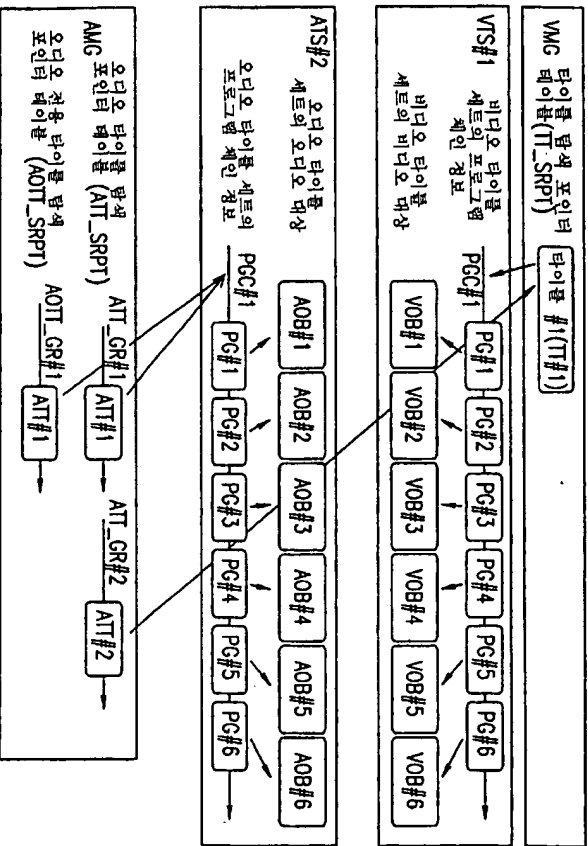 VMG
타이틀 탐색 포인터
테이블(TT_SRPT)
타이틀 #1(TT#1)
VTS#1
비디오 타이틀
세트의 프로그램
체인 정보
PGC#1
PG#1
PG#2
PG#3
PG#4
PG#5
PG#6
비디오 타이틀
세트의 비디오 대상
VOB#1
VOB#2
VOB#3
VOB#4
VOB#5
VOB#6
ATS#2
오디오 타이틀
세트의 오디오 대상
AOB#1
AOB#2
AOB#3
AOB#4
AOB#5
AOB#6
오디오 타이틀 세트의
프로그램 체인 정보
PGC#1
PG#1
PG#2
PG#3
PG#4
PG#5
PG#6
AMG
오디오 타이틀 탐색
포인터 테이블 (ATT_SRPT)
ATT_GR#1
ATT#1
ATT_GR#2
ATT#2
오디오 전용 타이틀 탐색
포인터 테이블 (AOTT_SRPT)
AOTT_GR#1
ATT#1